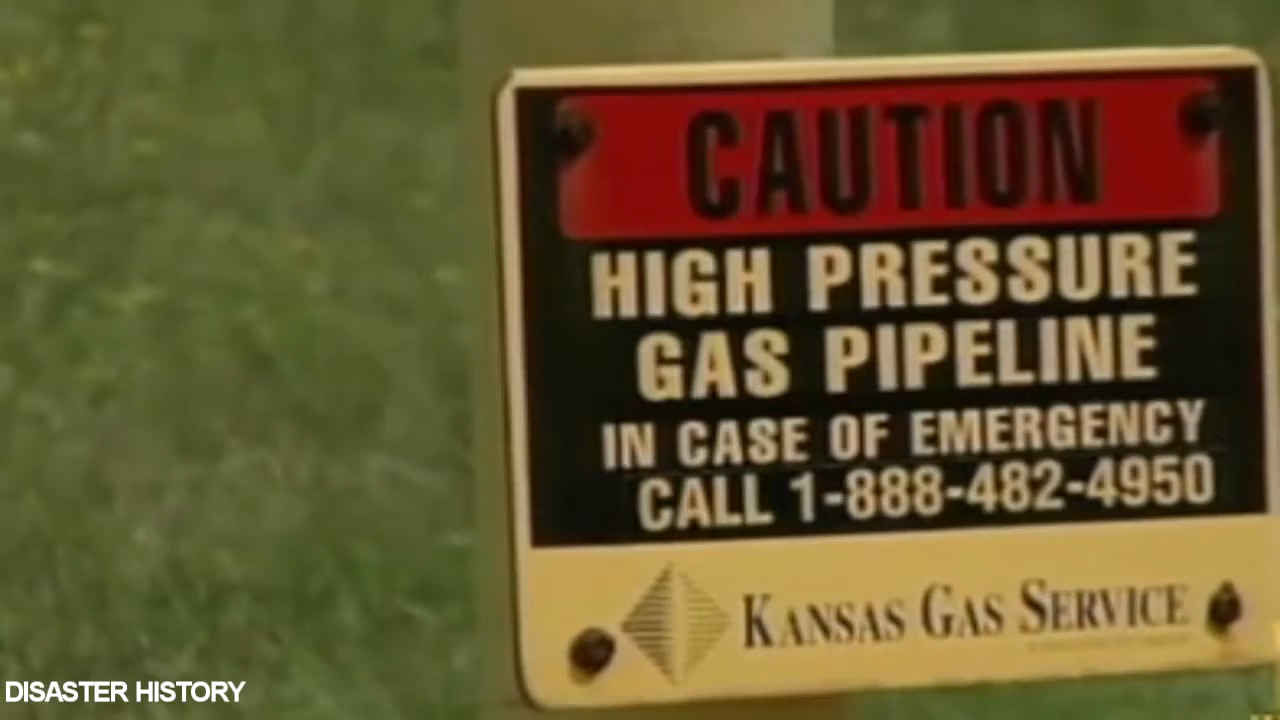 CAUTION
HIGH PRESSURE
GAS PIPELINE
IN CASE OF EMERGENCY
CALL 1-888-482-4950
KANSAS GAS SERVICE
DISASTER HISTORY